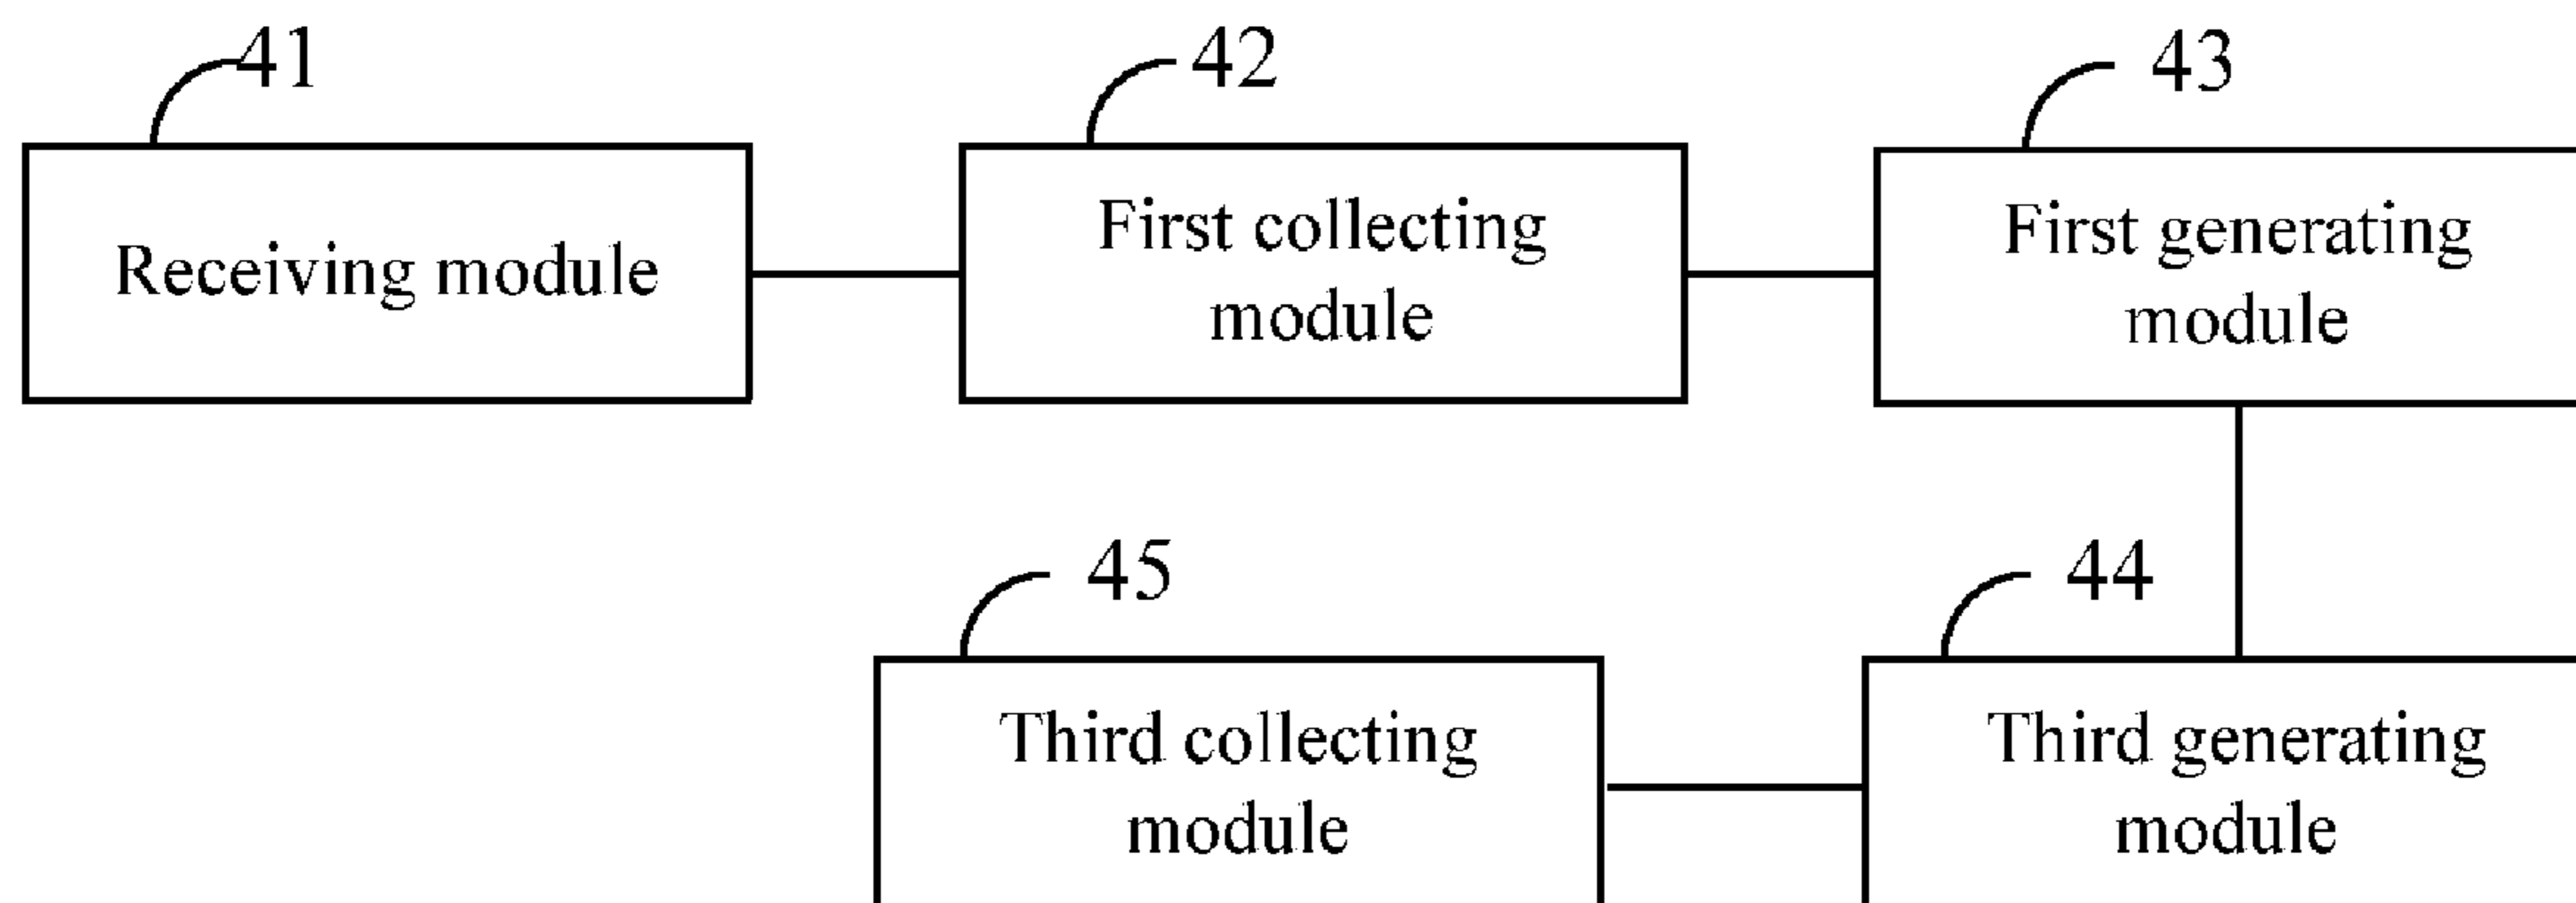 41
42
43
Receiving module
First collecting
module
First generating
module
45
44
Third collecting
module
Third generating
module